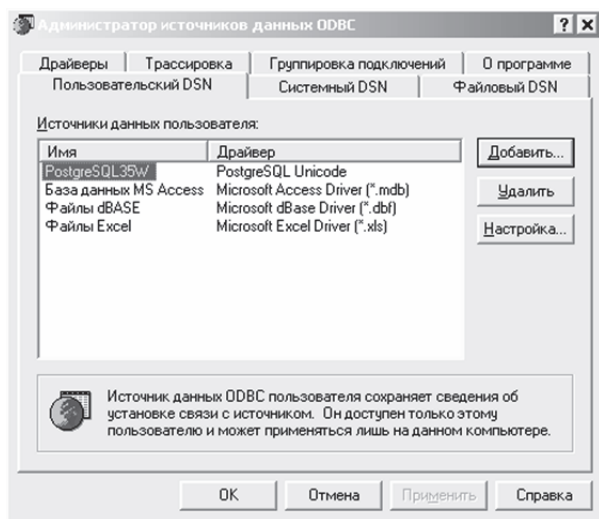 Администратор источников данных ODBC
Драйверы Трассировка Группировка подключений О программе
Пользовательский DSN Системный DSN Файловый DSN
Источники данных пользователя:
Имя Драйвер
PostgreSQL35W PostgreSQL Unicode
База данных MS Access Microsoft Access Driver (*.mdb)
Файлы dBASE Microsoft dBase Driver (*.dbf)
Файлы Excel Microsoft Excel Driver (*.xls)
Добавить...
Удалить
Настройка...
Источник данных ODBC пользователя сохраняет сведения об
установке связи с источником. Он доступен только этому
пользователю и может применяться лишь на данном компьютере.
OK Отмена Применить Справка